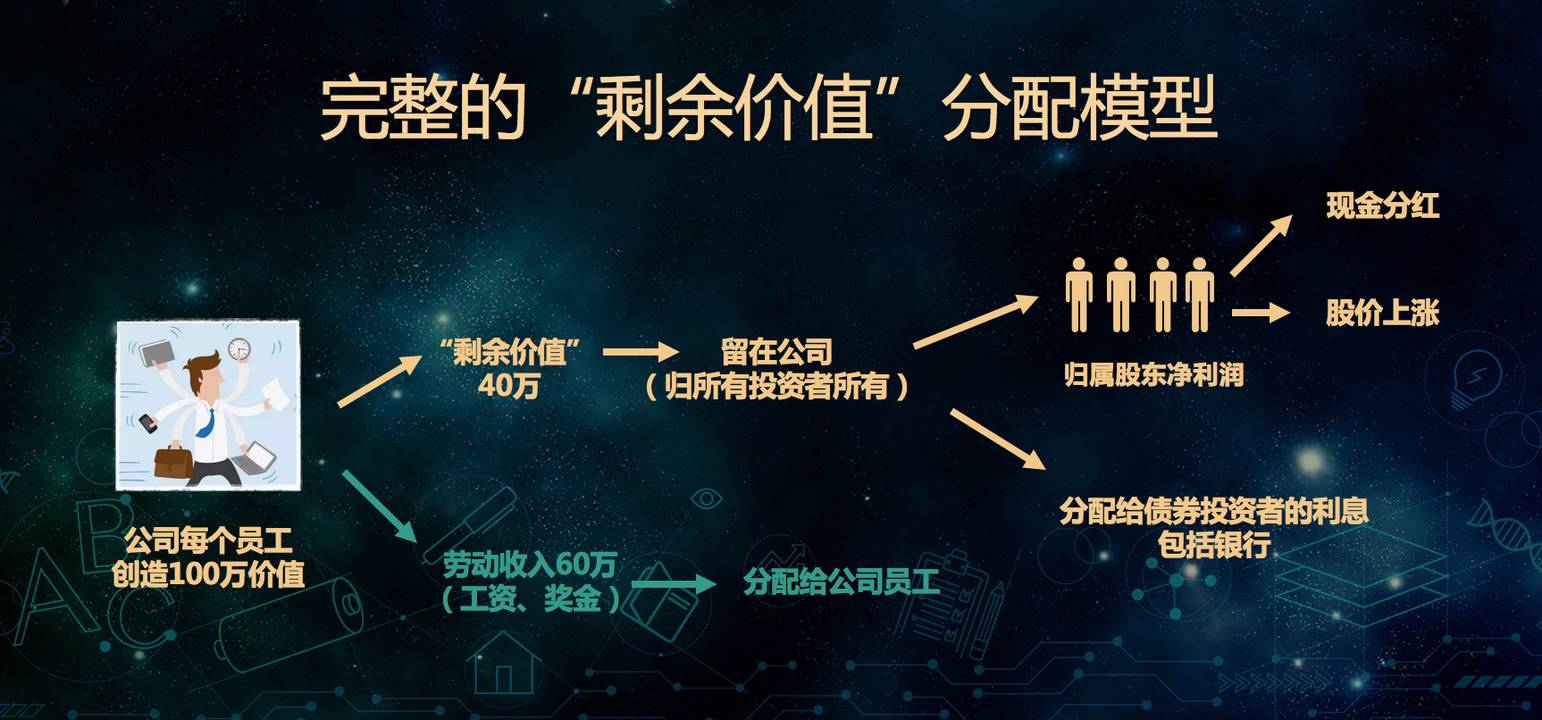 完整的“剩余价值”分配模型
现金分红
股价上涨
归属股东净利润
“剩余价值”
40万
留在公司
（归所有投资者所有）
公司每个员工
创造100万价值
劳动收入60万
（工资、奖金）
分配给公司员工
分配给债券投资者的利息
包括银行
A
B
C